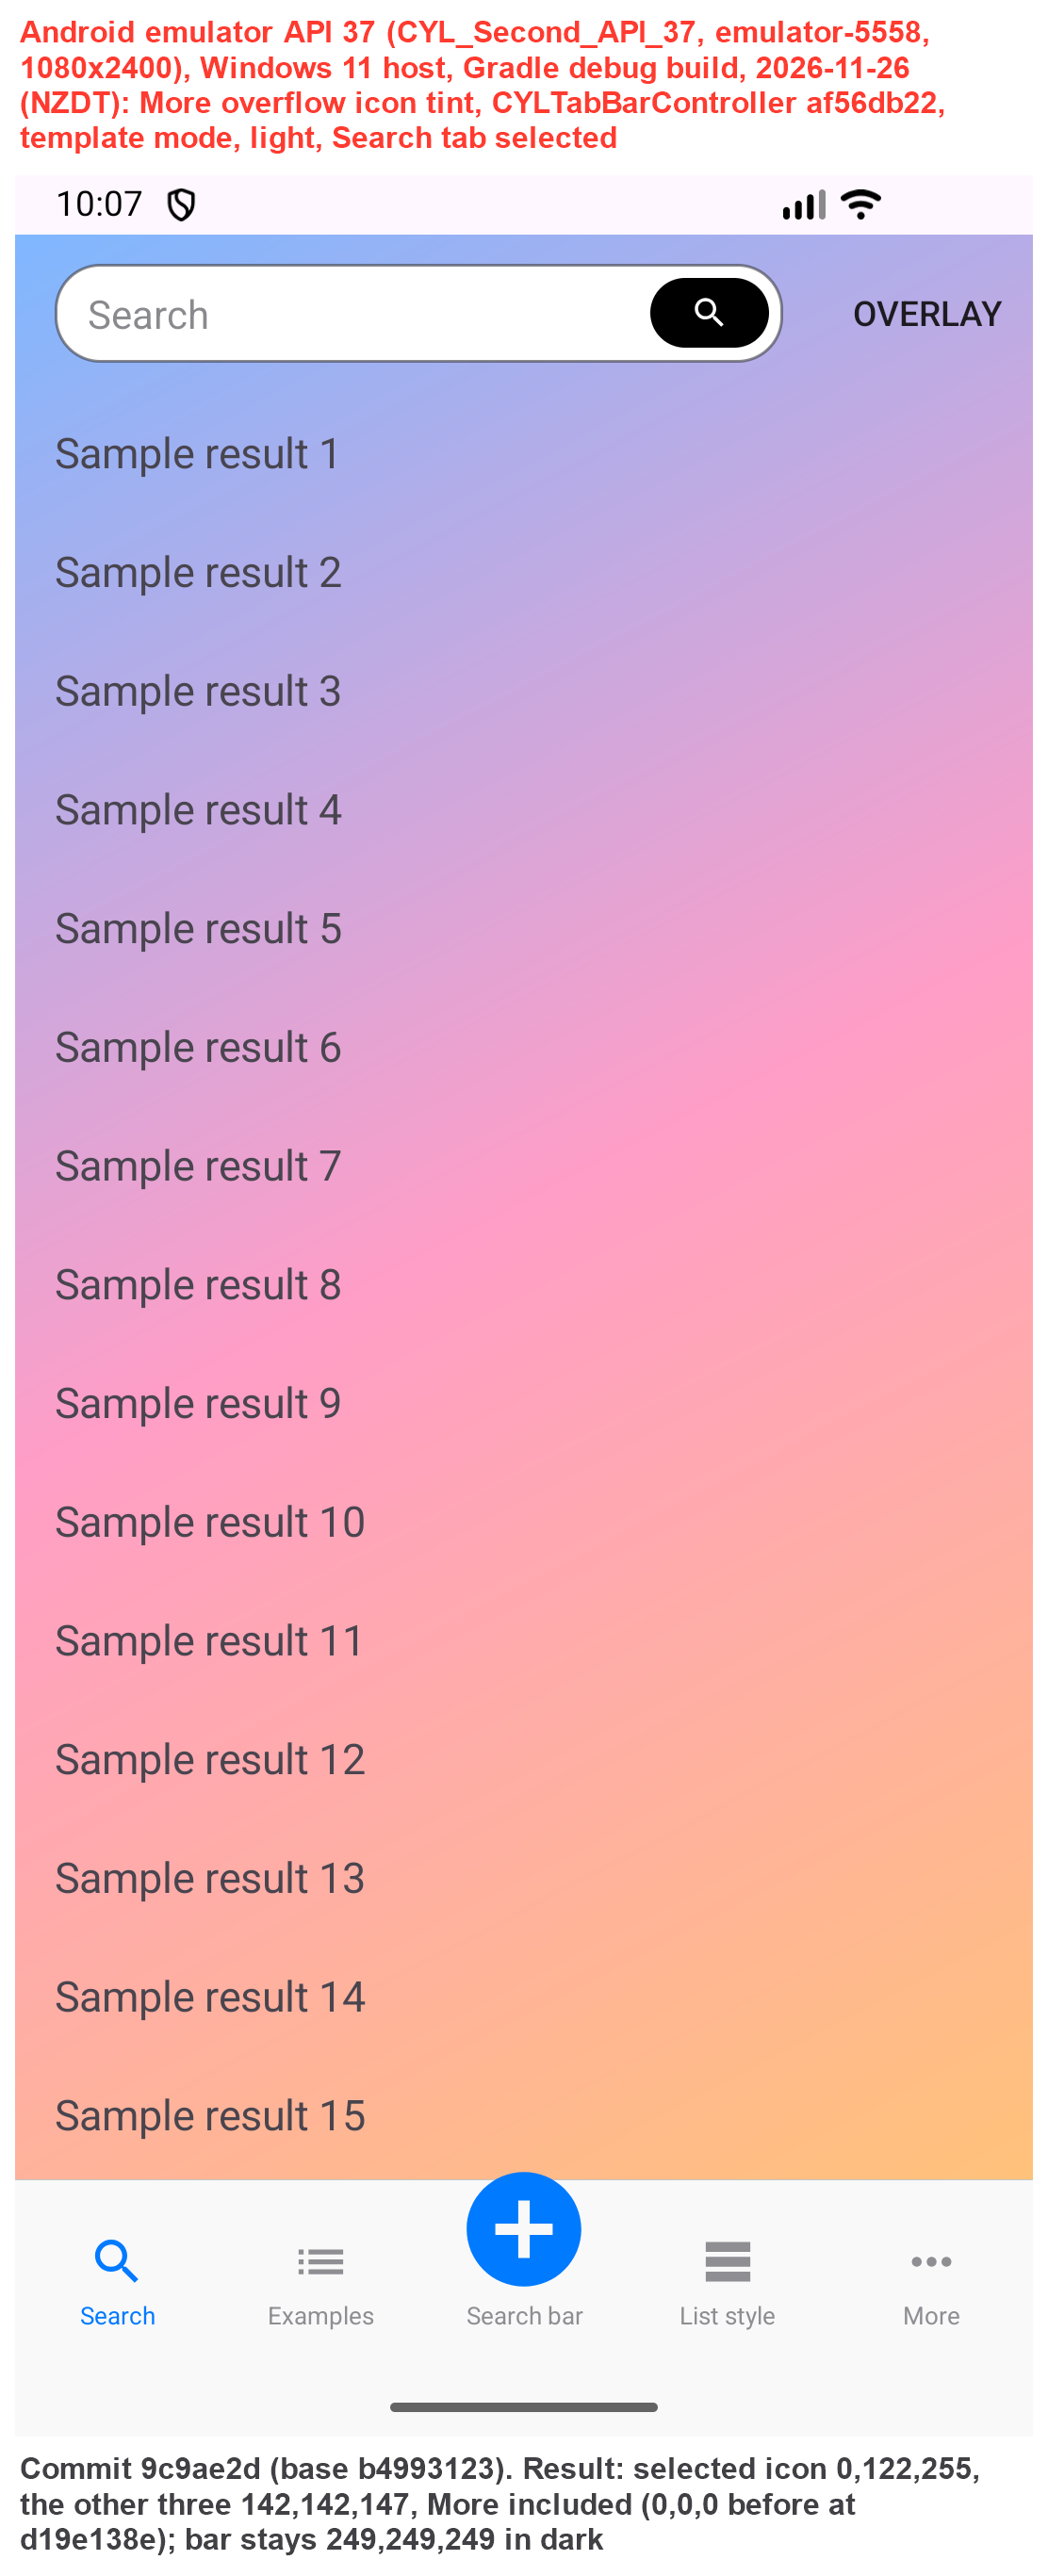 Android emulator API 37 (CYL_Second_API_37, emulator-5558,
1080x2400), Windows 11 host, Gradle debug build, 2026-11-26
(NZDT): More overflow icon tint, CYLTabBarController af56db22,
template mode, light, Search tab selected
10:07
Search
OVERLAY
Sample result 1
Sample result 2
Sample result 3
Sample result 4
Sample result 5
Sample result 6
Sample result 7
Sample result 8
Sample result 9
Sample result 10
Sample result 11
Sample result 12
Sample result 13
Sample result 14
Sample result 15
Search Examples Search bar List style More
Commit 9c9ae2d (base b4993123). Result: selected icon 0,122,255,
the other three 142,142,147, More included (0,0,0 before at
d19e138e); bar stays 249,249,249 in dark